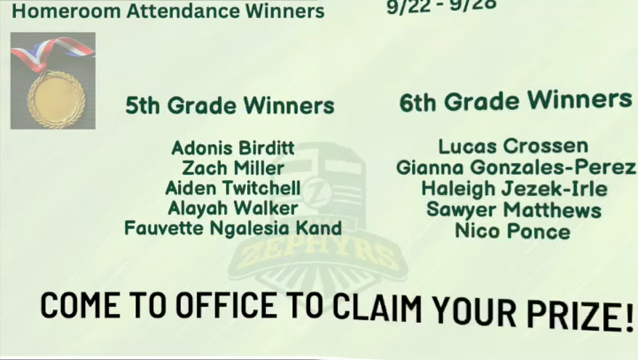 Homeroom Attendance Winners
9/22 - 9/28
5th Grade Winners
Adonis Birditt
Zach Miller
Aiden Twitchell
Alayah Walker
Fauvette Ngalesia Kand
6th Grade Winners
Lucas Crossen
Gianna Gonzales-Perez
Haleigh Jezek-Irle
Sawyer Matthews
Nico Ponce
Z
ZEPHYRS
COME TO OFFICE TO CLAIM YOUR PRIZE!